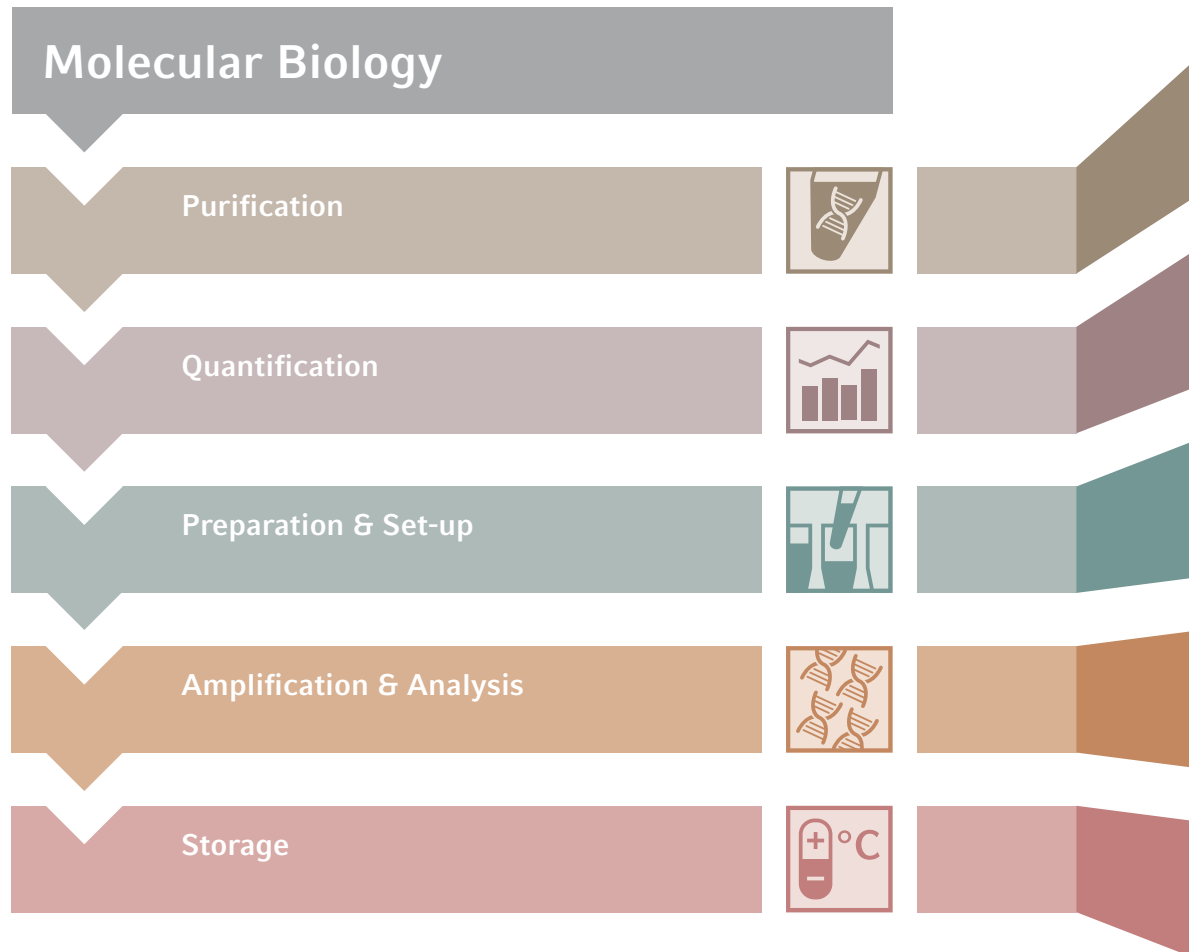 Molecular Biology
Purification
Quantification
Preparation & Set-up
Amplification & Analysis
Storage
+
°C
−